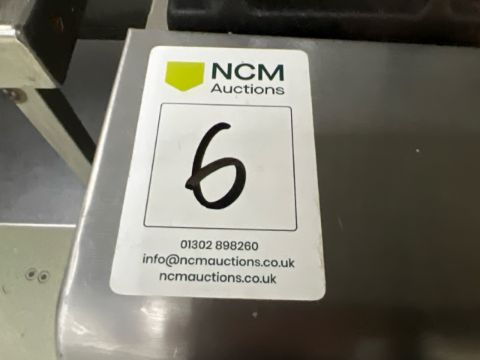 NCM
Auctions
6
01302 898260
info@ncmauctions.co.uk
ncmauctions.co.uk